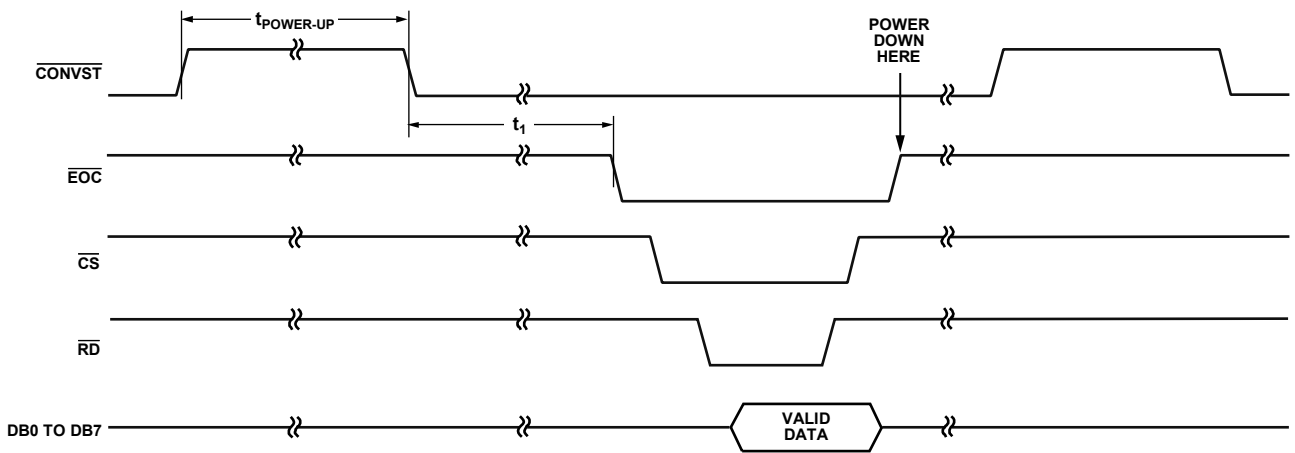 tPOWER-UP
POWER
DOWN
HERE
CONVST
t1
EOC
CS
RD
DB0 TO DB7
VALID
DATA